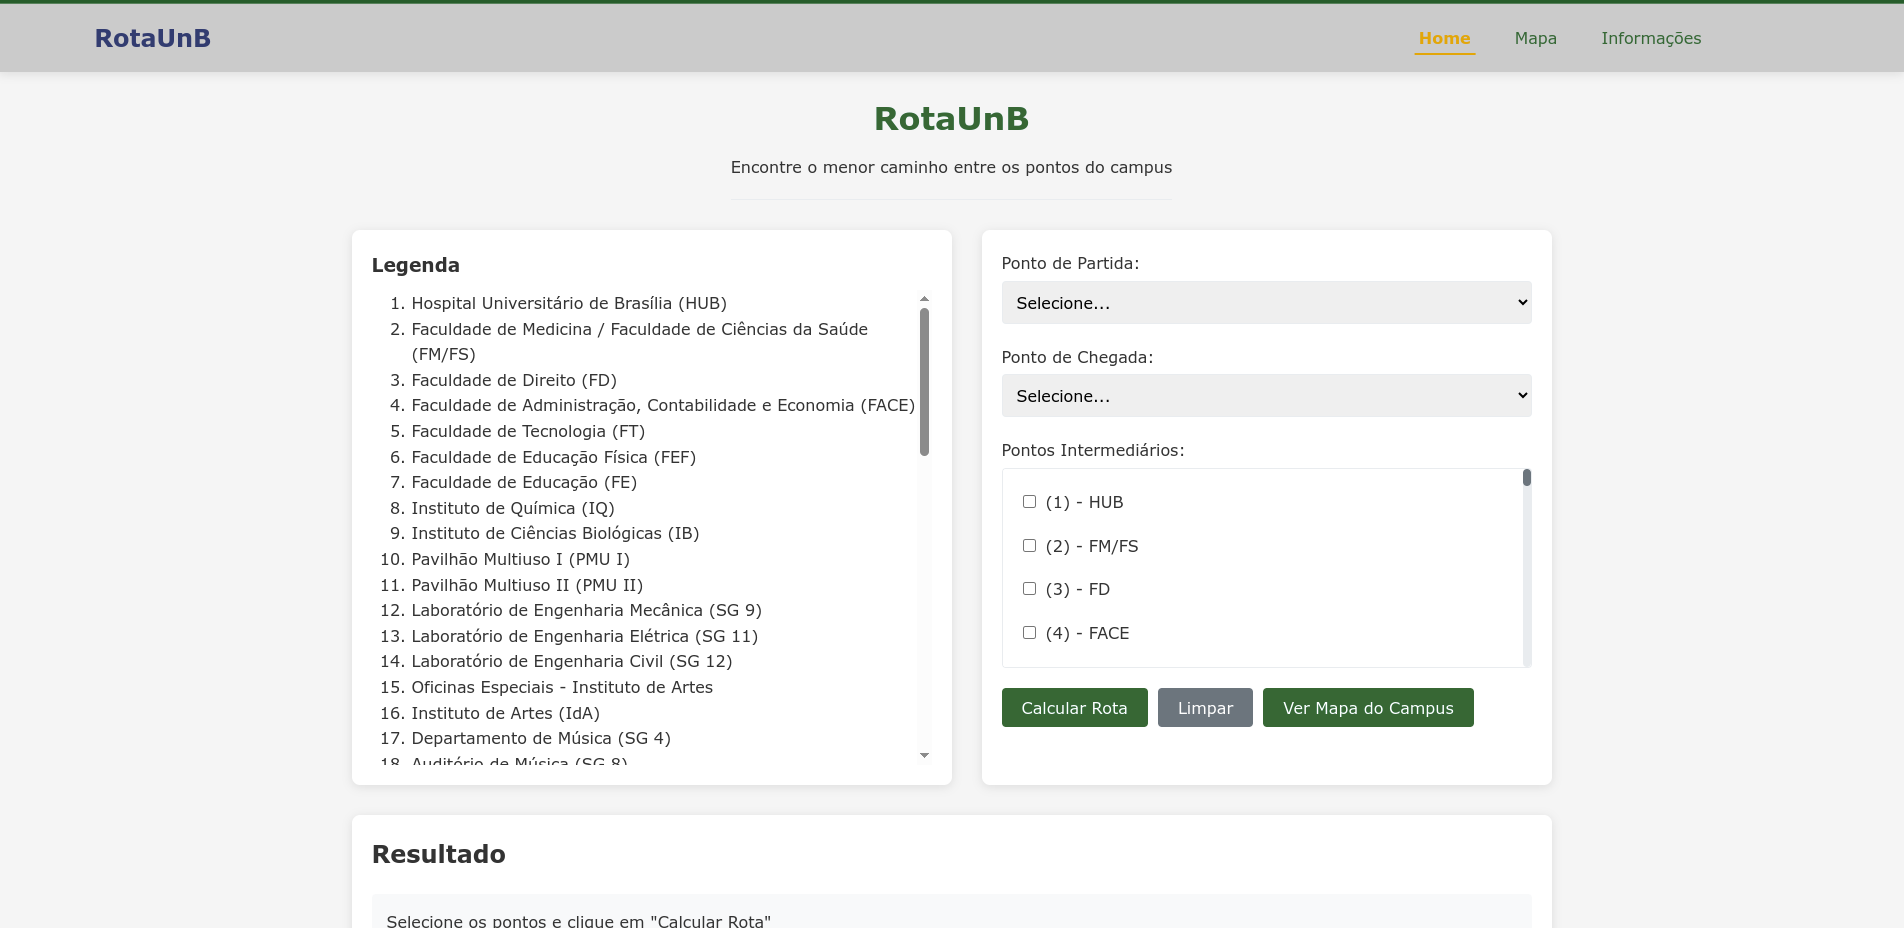 RotaUnB
Home
Mapa
Informações
RotaUnB
Encontre o menor caminho entre os pontos do campus
Legenda
1. Hospital Universitário de Brasília (HUB)
2. Faculdade de Medicina / Faculdade de Ciências da Saúde
(FM/FS)
3. Faculdade de Direito (FD)
4. Faculdade de Administração, Contabilidade e Economia (FACE)
5. Faculdade de Tecnologia (FT)
6. Faculdade de Educação Física (FEF)
7. Faculdade de Educação (FE)
8. Instituto de Química (IQ)
9. Instituto de Ciências Biológicas (IB)
10. Pavilhão Multiuso I (PMU I)
11. Pavilhão Multiuso II (PMU II)
12. Laboratório de Engenharia Mecânica (SG 9)
13. Laboratório de Engenharia Elétrica (SG 11)
14. Laboratório de Engenharia Civil (SG 12)
15. Oficinas Especiais - Instituto de Artes
16. Instituto de Artes (IdA)
17. Departamento de Música (SG 4)
18. Auditório de Música (SG 8)
Ponto de Partida:
Selecione...
Ponto de Chegada:
Selecione...
Pontos Intermediários:
(1) - HUB
(2) - FM/FS
(3) - FD
(4) - FACE
Calcular Rota
Limpar
Ver Mapa do Campus
Resultado
Selecione os pontos e clique em "Calcular Rota"